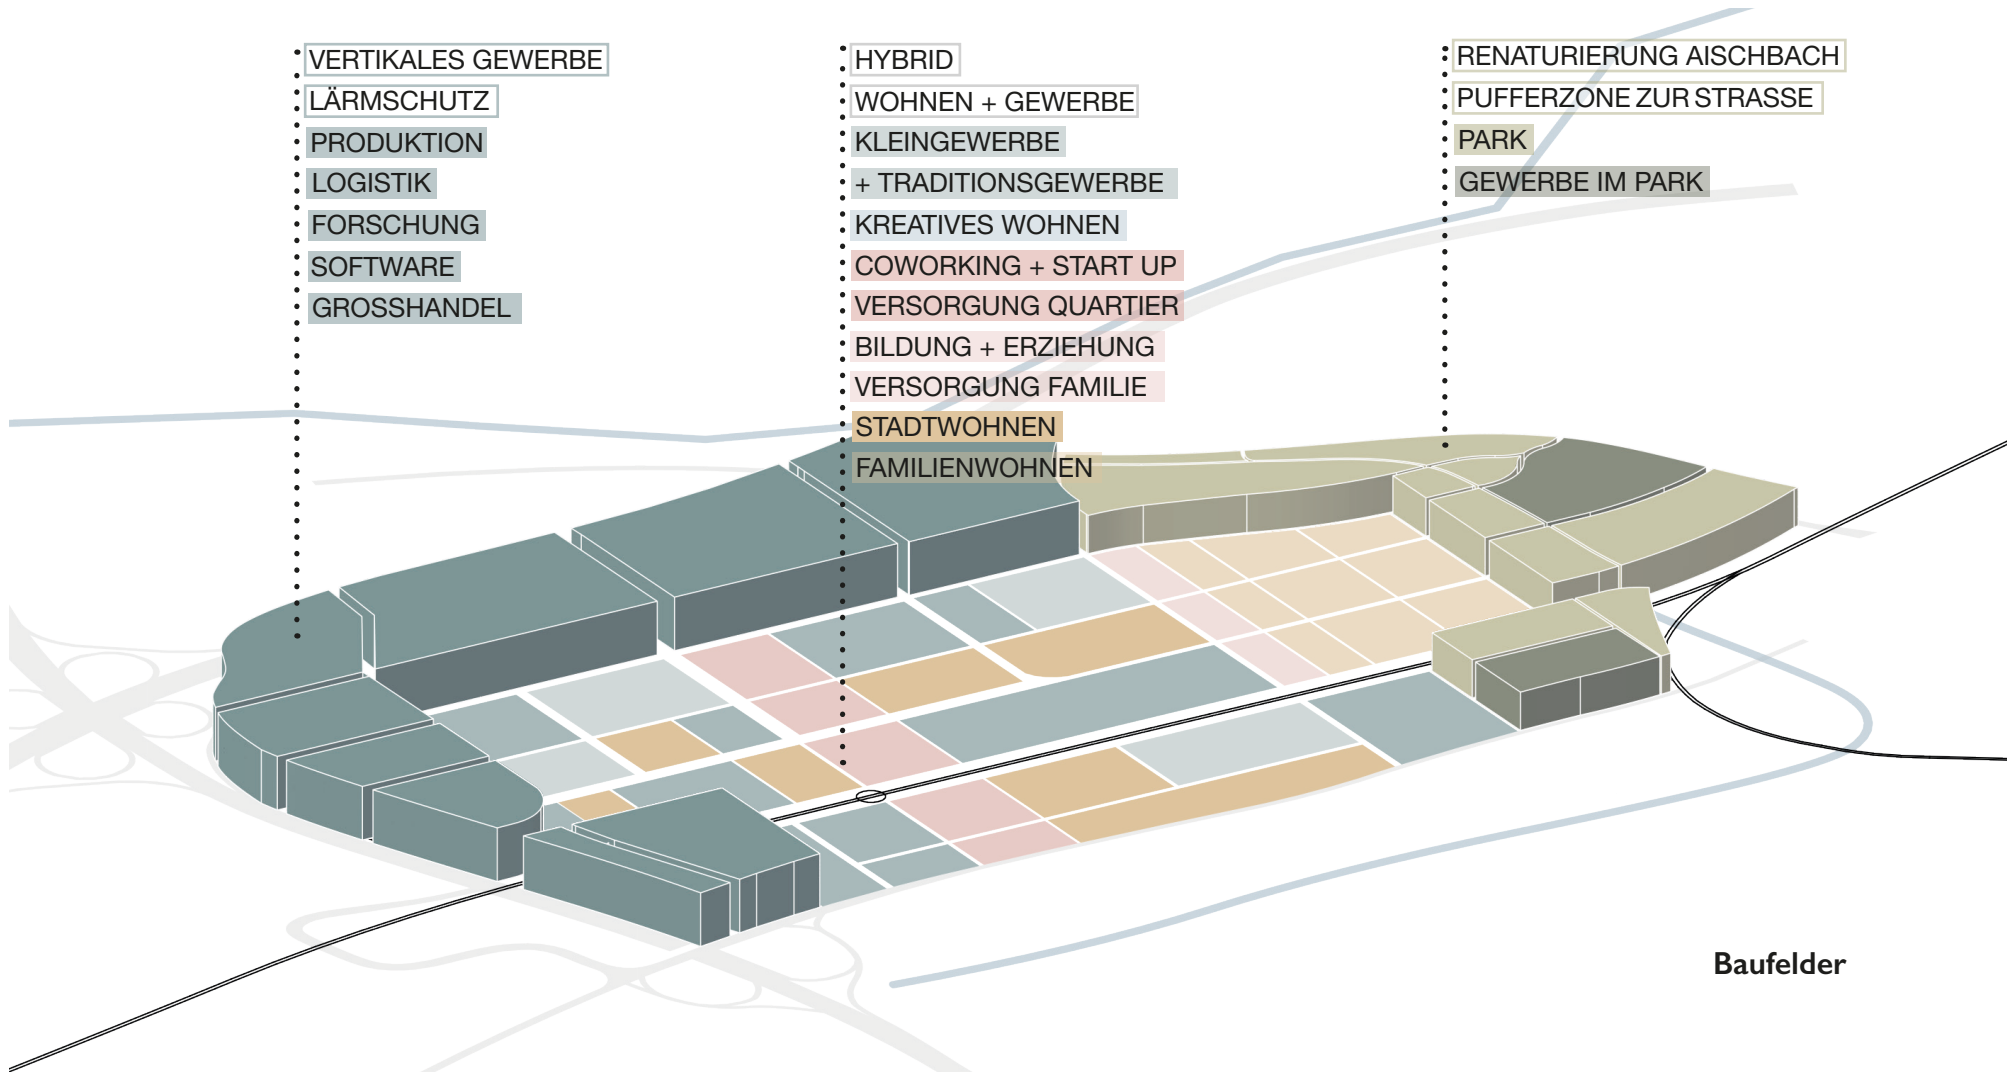 VERTIKALES GEWERBE
LÄRMSCHUTZ
PRODUKTION
LOGISTIK
FORSCHUNG
SOFTWARE
GROSSHANDEL
HYBRID
WOHNEN + GEWERBE
KLEINGEWERBE
+ TRADITIONSGEWERBE
KREATIVES WOHNEN
COWORKING + START UP
VERSORGUNG QUARTIER
BILDUNG + ERZIEHUNG
VERSORGUNG FAMILIE
STADTWOHNEN
FAMILIENWOHNEN
RENATURIERUNG AISCHBACH
PUFFERZONE ZUR STRASSE
PARK
GEWERBE IM PARK
Baufelder